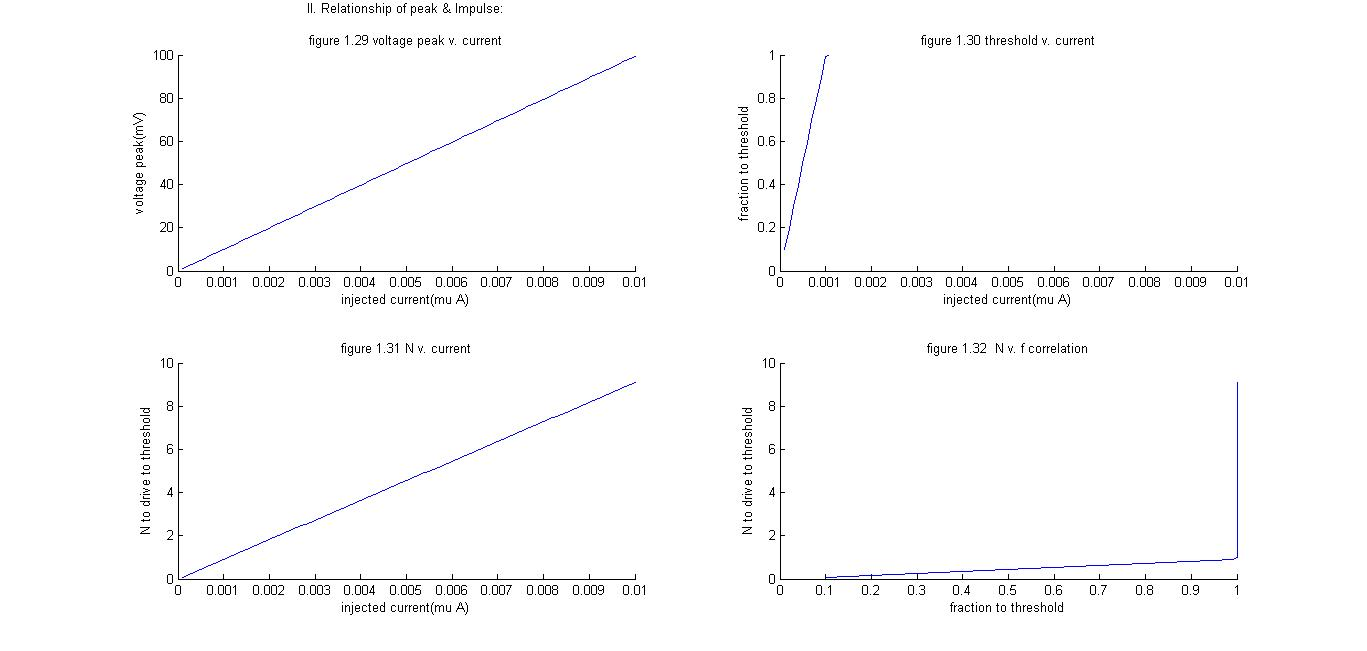 II. Relationship of peak & Impulse:
figure 1.29 voltage peak v. current
voltage peak(mV)
100
80
60
40
20
0
0 0.001 0.002 0.003 0.004 0.005 0.006 0.007 0.008 0.009 0.01
injected current(mu A)
figure 1.30 threshold v. current
fraction to threshold
1
0.8
0.6
0.4
0.2
0
0 0.001 0.002 0.003 0.004 0.005 0.006 0.007 0.008 0.009 0.01
injected current(mu A)
figure 1.31 N v. current
N to drive to threshold
10
8
6
4
2
0
0 0.001 0.002 0.003 0.004 0.005 0.006 0.007 0.008 0.009 0.01
injected current(mu A)
figure 1.32 N v. f correlation
N to drive to threshold
10
8
6
4
2
0
0 0.1 0.2 0.3 0.4 0.5 0.6 0.7 0.8 0.9 1
fraction to threshold